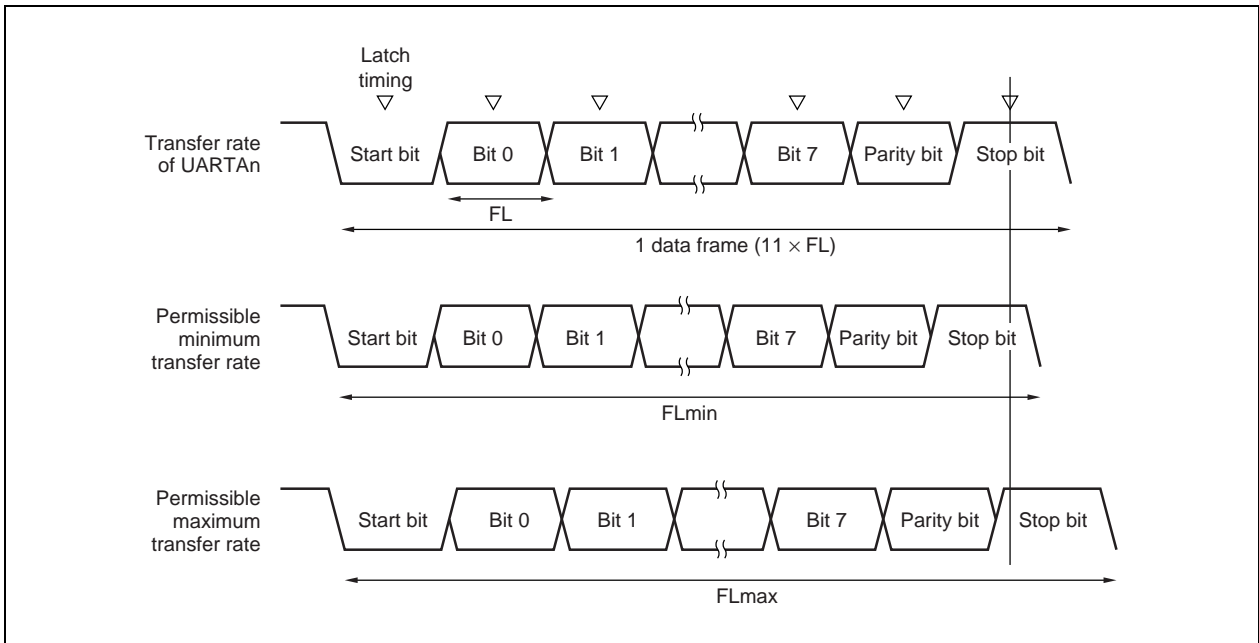 Latch
timing
Transfer rate
of UARTAn
Start bit
Bit 0
Bit 1
Bit 7
Parity bit
Stop bit
FL
1 data frame (11 × FL)
Permissible
minimum
transfer rate
Start bit
Bit 0
Bit 1
Bit 7
Parity bit
Stop bit
FLmin
Permissible
maximum
transfer rate
Start bit
Bit 0
Bit 1
Bit 7
Parity bit
Stop bit
FLmax